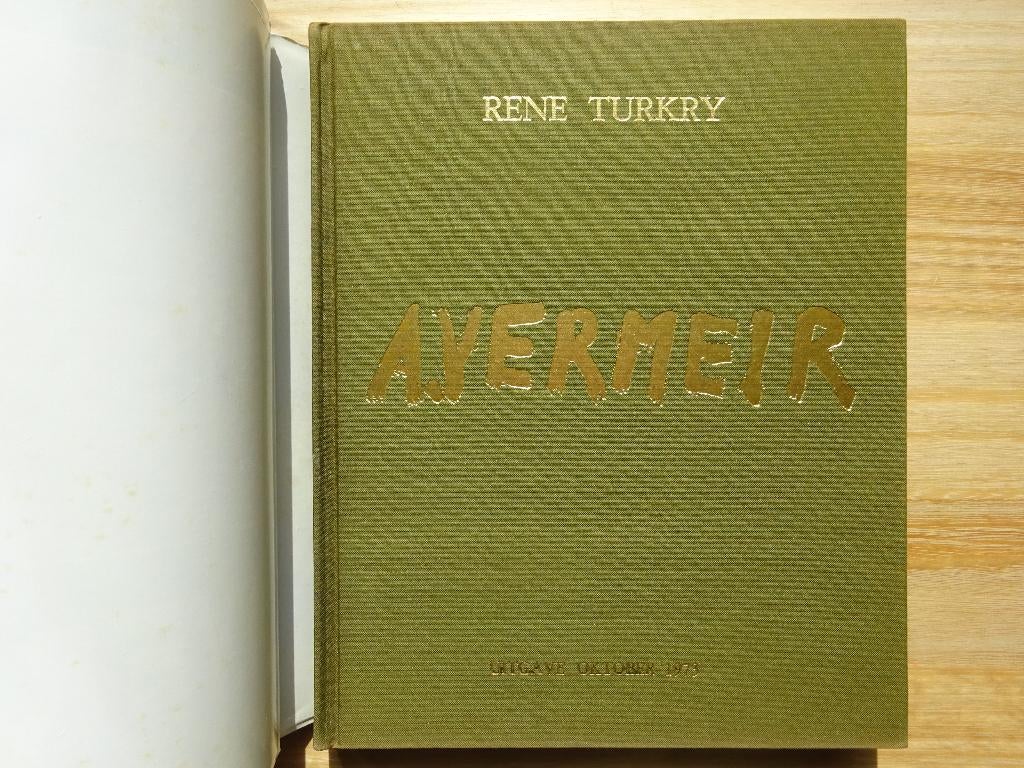 RENE TURKRY
A.VERMEIR
UITGAVE OKTOBER 1973